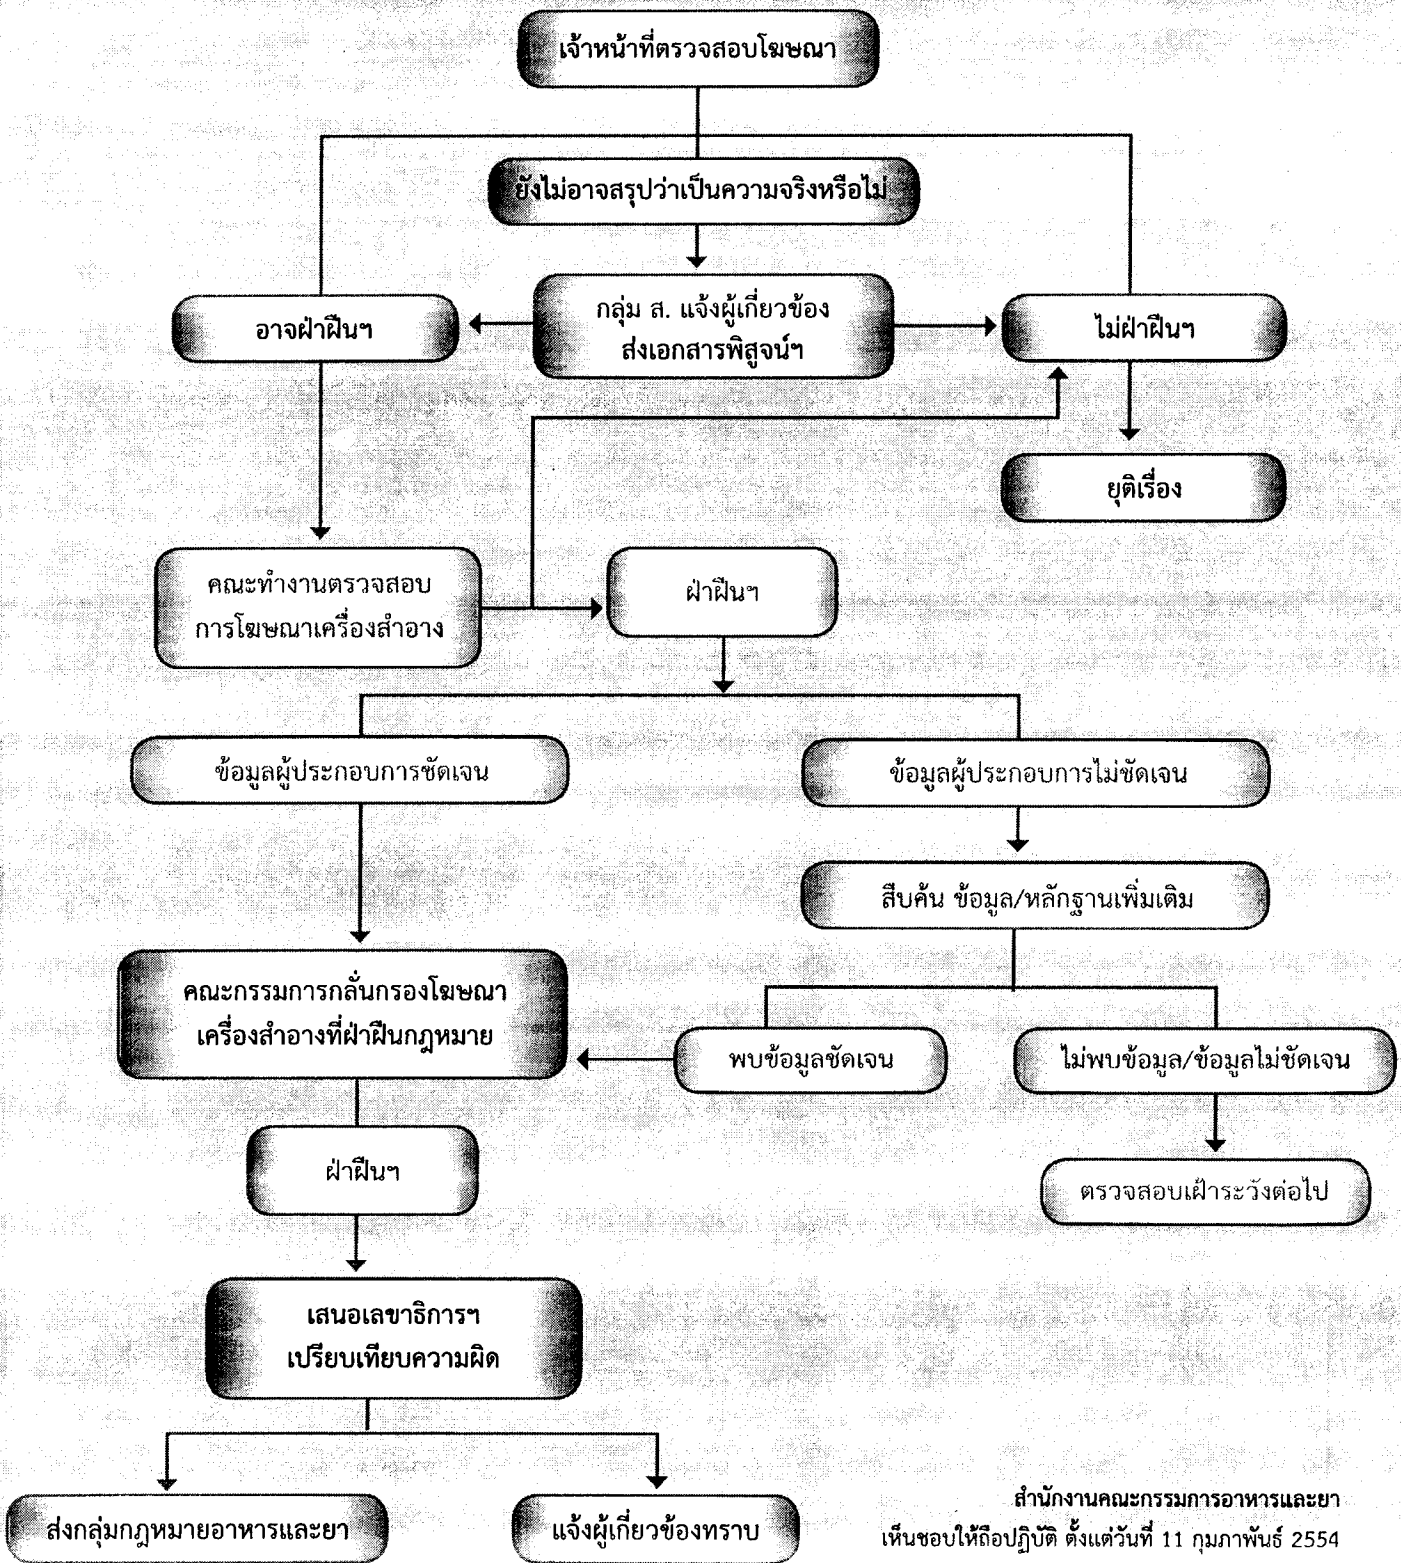 เจ้าหน้าที่ตรวจสอบโฆษณา
ยังไม่อาจสรุปว่าเป็นความจริงหรือไม่
อาจฝ่าฝืนฯ
กลุ่ม ส. แจ้งผู้เกี่ยวข้อง
ส่งเอกสารพิสูจน์ฯ
ไม่ฝ่าฝืนฯ
ยุติเรื่อง
คณะทำงานตรวจสอบ
การโฆษณาเครื่องสำอาง
ฝ่าฝืนฯ
ข้อมูลผู้ประกอบการชัดเจน
ข้อมูลผู้ประกอบการไม่ชัดเจน
สืบค้น ข้อมูล/หลักฐานเพิ่มเติม
คณะกรรมการกลั่นกรองโฆษณา
เครื่องสำอางที่ฝ่าฝืนกฎหมาย
พบข้อมูลชัดเจน
ไม่พบข้อมูล/ข้อมูลไม่ชัดเจน
ฝ่าฝืนฯ
ตรวจสอบเฝ้าระวังต่อไป
เสนอเลขาธิการฯ
เปรียบเทียบความผิด
ส่งกลุ่มกฎหมายอาหารและยา
แจ้งผู้เกี่ยวข้องทราบ
สำนักงานคณะกรรมการอาหารและยา
เห็นชอบให้ถือปฏิบัติ ตั้งแต่วันที่ 11 กุมภาพันธ์ 2554